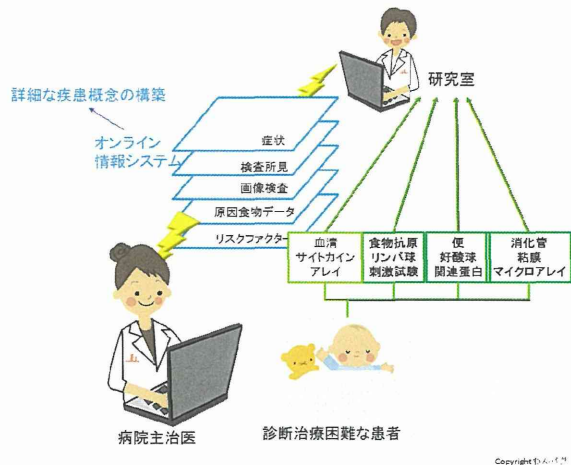 研究室
詳細な疾患概念の構築
オンライン
情報システム
症状
検査所見
画像検査
原因食物データ
リスクファクター
血清
サイトカイン
アレイ
食物抗原
リンパ球
刺激試験
便
好酸球
関連蛋白
消化管
粘膜
マイクロアレイ
病院主治医
診断治療困難な患者
Copyright